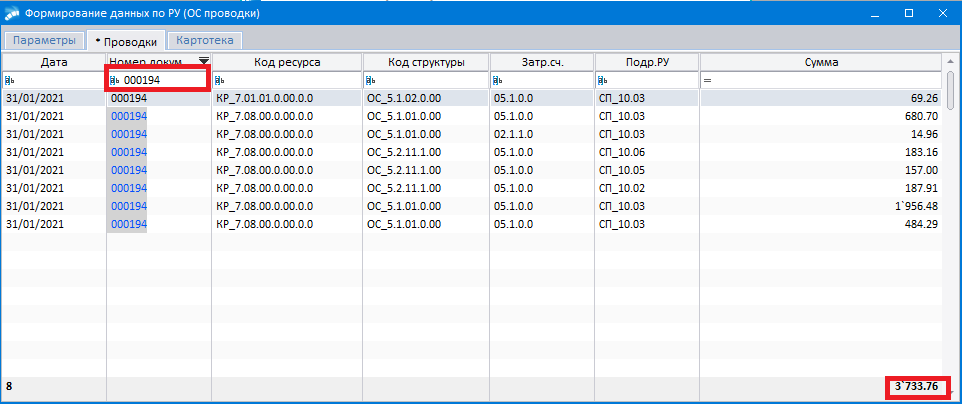 Формирование данных по РУ (ОС проводки)
Параметры * Проводки Картотека
Дата Номер докум. Код ресурса Код структуры Затр.сч. Подр.РУ Сумма
000194 =
31/01/2021 000194 КР_7.01.01.0.00.0.0 ОС_5.1.02.0.00 05.1.0.0 СП_10.03 69.26
31/01/2021 000194 КР_7.08.00.0.00.0.0 ОС_5.1.01.0.00 05.1.0.0 СП_10.03 680.70
31/01/2021 000194 КР_7.08.00.0.00.0.0 ОС_5.1.01.0.00 02.1.1.0 СП_10.03 14.96
31/01/2021 000194 КР_7.08.00.0.00.0.0 ОС_5.2.11.1.00 05.1.0.0 СП_10.06 183.16
31/01/2021 000194 КР_7.08.00.0.00.0.0 ОС_5.2.11.1.00 05.1.0.0 СП_10.05 157.00
31/01/2021 000194 КР_7.08.00.0.00.0.0 ОС_5.2.11.1.00 05.1.0.0 СП_10.02 187.91
31/01/2021 000194 КР_7.08.00.0.00.0.0 ОС_5.1.01.0.00 05.1.0.0 СП_10.03 1`956.48
31/01/2021 000194 КР_7.08.00.0.00.0.0 ОС_5.1.01.0.00 05.1.0.0 СП_10.03 484.29
8 3`733.76